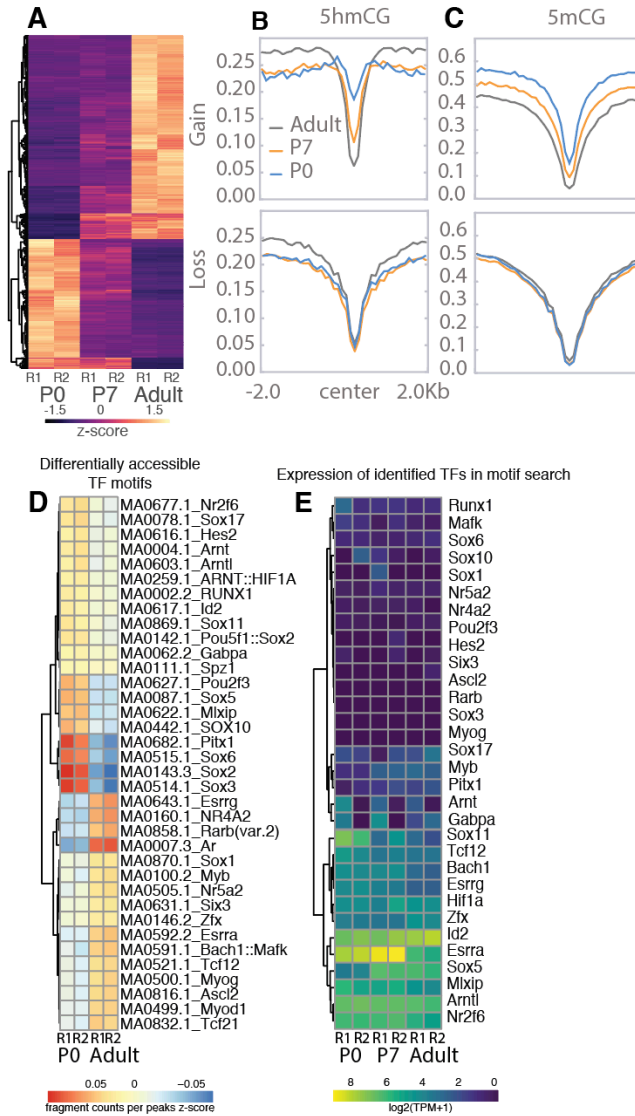 A
Gain
Loss
R1 R2 R1 R2 R1 R2
P0 P7 Adult
-1.5 0 1.5
z-score
B 5hmCG
0.25
0.20
0.15
0.10
0.05
0.00
Adult
P7
P0
0.25
0.20
0.15
0.10
0.05
0.00
-2.0 center 2.0Kb
C 5mCG
0.6
0.5
0.4
0.3
0.2
0.1
0.0
0.6
0.5
0.4
0.3
0.2
0.1
0.0
Differentially accessible
TF motifs
D
MA0677.1_Nr2f6
MA0078.1_Sox17
MA0616.1_Hes2
MA0004.1_Arnt
MA0603.1_Arntl
MA0259.1_ARNT::HIF1A
MA0002.2_RUNX1
MA0617.1_Id2
MA0869.1_Sox11
MA0142.1_Pou5f1::Sox2
MA0062.2_Gabpa
MA0111.1_Spz1
MA0627.1_Pou2f3
MA0087.1_Sox5
MA0622.1_Mlxip
MA0442.1_SOX10
MA0682.1_Pitx1
MA0515.1_Sox6
MA0143.3_Sox2
MA0514.1_Sox3
MA0643.1_Esrrg
MA0160.1_NR4A2
MA0858.1_Rarb(var.2)
MA0007.3_Ar
MA0870.1_Sox1
MA0100.2_Myb
MA0505.1_Nr5a2
MA0631.1_Six3
MA0146.2_Zfx
MA0592.2_Esrra
MA0591.1_Bach1::Mafk
MA0521.1_Tcf12
MA0500.1_Myog
MA0816.1_Ascl2
MA0499.1_Myod1
MA0832.1_Tcf21
R1R2 R1R2
P0 Adult
0.05 0 −0.05
fragment counts per peaks z-score
Expression of identified TFs in motif search
E
Runx1
Mafk
Sox6
Sox10
Sox1
Nr5a2
Nr4a2
Pou2f3
Hes2
Six3
Ascl2
Rarb
Sox3
Myog
Sox17
Myb
Pitx1
Arnt
Gabpa
Sox11
Tcf12
Bach1
Esrrg
Hif1a
Zfx
Id2
Esrra
Sox5
Mlxip
Arntl
Nr2f6
R1 R2 R1 R2 R1 R2
P0 P7 Adult
8 6 4 2 0
log2(TPM+1)